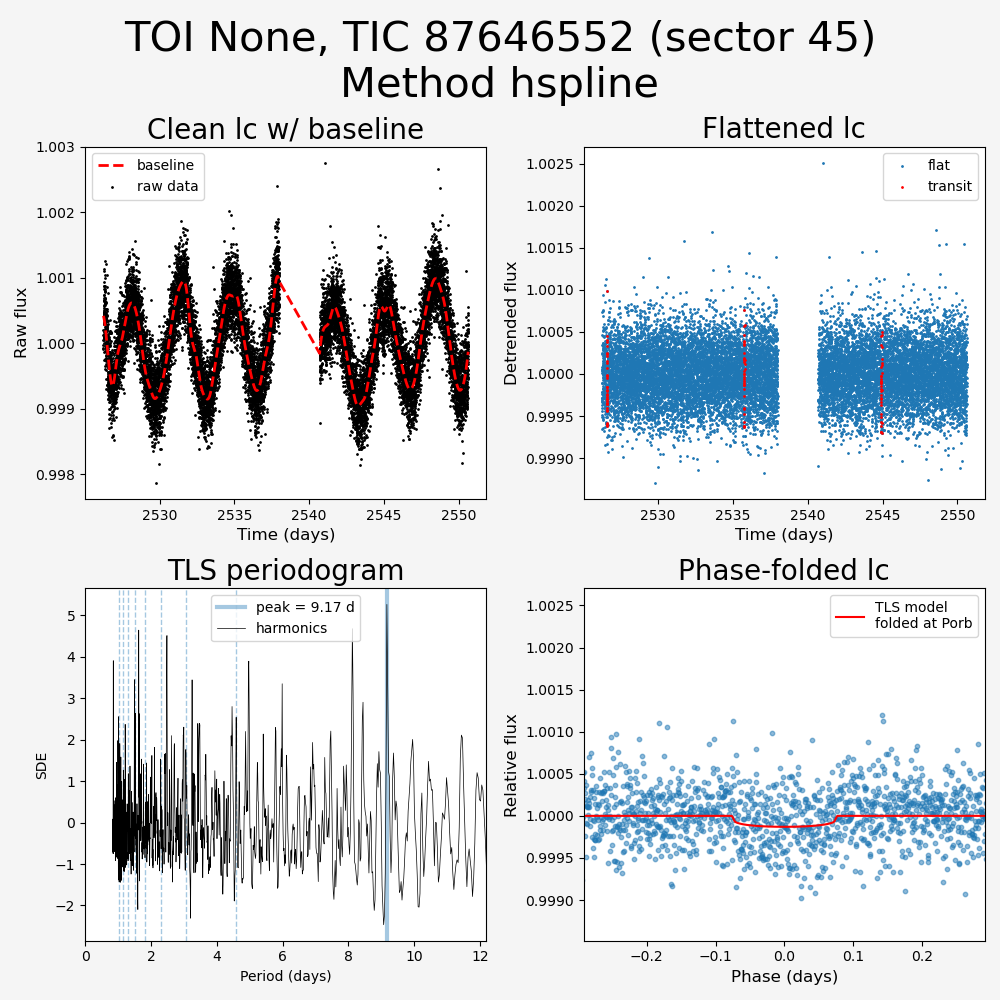 TOI None, TIC 87646552 (sector 45)
Method hspline
Clean lc w/ baseline
Flattened lc
1.003
1.002
1.001
1.000
0.999
0.998
Raw flux
baseline
raw data
2530
2535
2540
2545
2550
Time (days)
1.0025
1.0020
1.0015
1.0010
1.0005
1.0000
0.9995
0.9990
Detrended flux
flat
transit
2530
2535
2540
2545
2550
Time (days)
TLS periodogram
Phase-folded lc
5
4
3
2
1
0
−1
−2
SDE
peak = 9.17 d
harmonics
0
2
4
6
8
10
12
Period (days)
1.0025
1.0020
1.0015
1.0010
1.0005
1.0000
0.9995
0.9990
Relative flux
TLS model
folded at Porb
−0.2
−0.1
0.0
0.1
0.2
Phase (days)